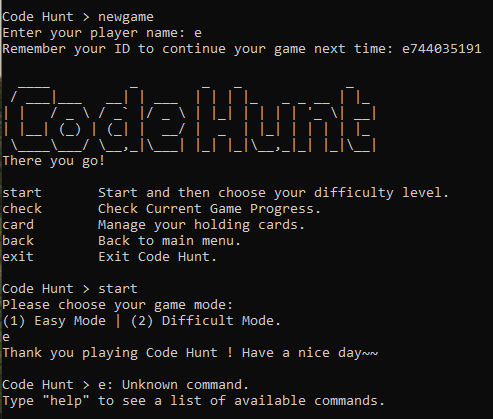 Code Hunt > newgame
Enter your player name: e
Remember your ID to continue your game next time: e744035191
Code Hunt
There you go!
start Start and then choose your difficulty level.
check Check Current Game Progress.
card Manage your holding cards.
back Back to main menu.
exit Exit Code Hunt.
Code Hunt > start
Please choose your game mode:
(1) Easy Mode | (2) Difficult Mode.
e
Thank you playing Code Hunt ! Have a nice day~~
Code Hunt > e: Unknown command.
Type "help" to see a list of available commands.